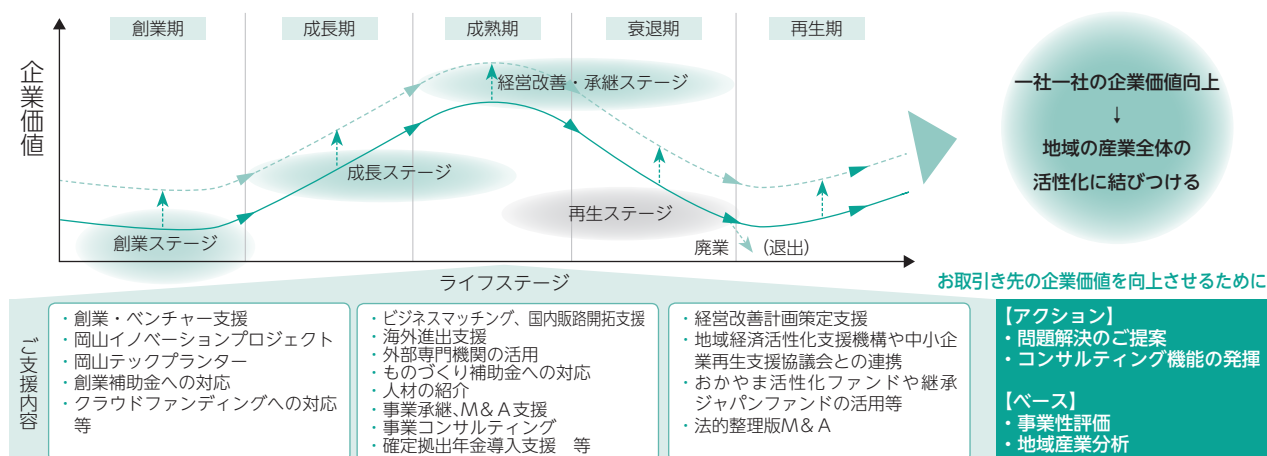 創業期
成長期
成熟期
衰退期
再生期
企業価値
経営改善・承継ステージ
成長ステージ
再生ステージ
創業ステージ
廃業 (退出)
ライフステージ
一社一社の企業価値向上
↓
地域の産業全体の
活性化に結びつける
お取引き先の企業価値を向上させるために
ご支援内容
・創業・ベンチャー支援
・岡山イノベーションプロジェクト
・岡山テックプランター
・創業補助金への対応
・クラウドファンディングへの対応
等
・ビジネスマッチング、国内販路開拓支援
・海外進出支援
・外部専門機関の活用
・ものづくり補助金への対応
・人材の紹介
・事業承継、M&A支援
・事業コンサルティング
・確定拠出年金導入支援 等
・経営改善計画策定支援
・地域経済活性化支援機構や中小企
業再生支援協議会との連携
・おかやま活性化ファンドや継承
ジャパンファンドの活用等
・法的整理版M&A
【アクション】
・問題解決のご提案
・コンサルティング機能の発揮
【ベース】
・事業性評価
・地域産業分析